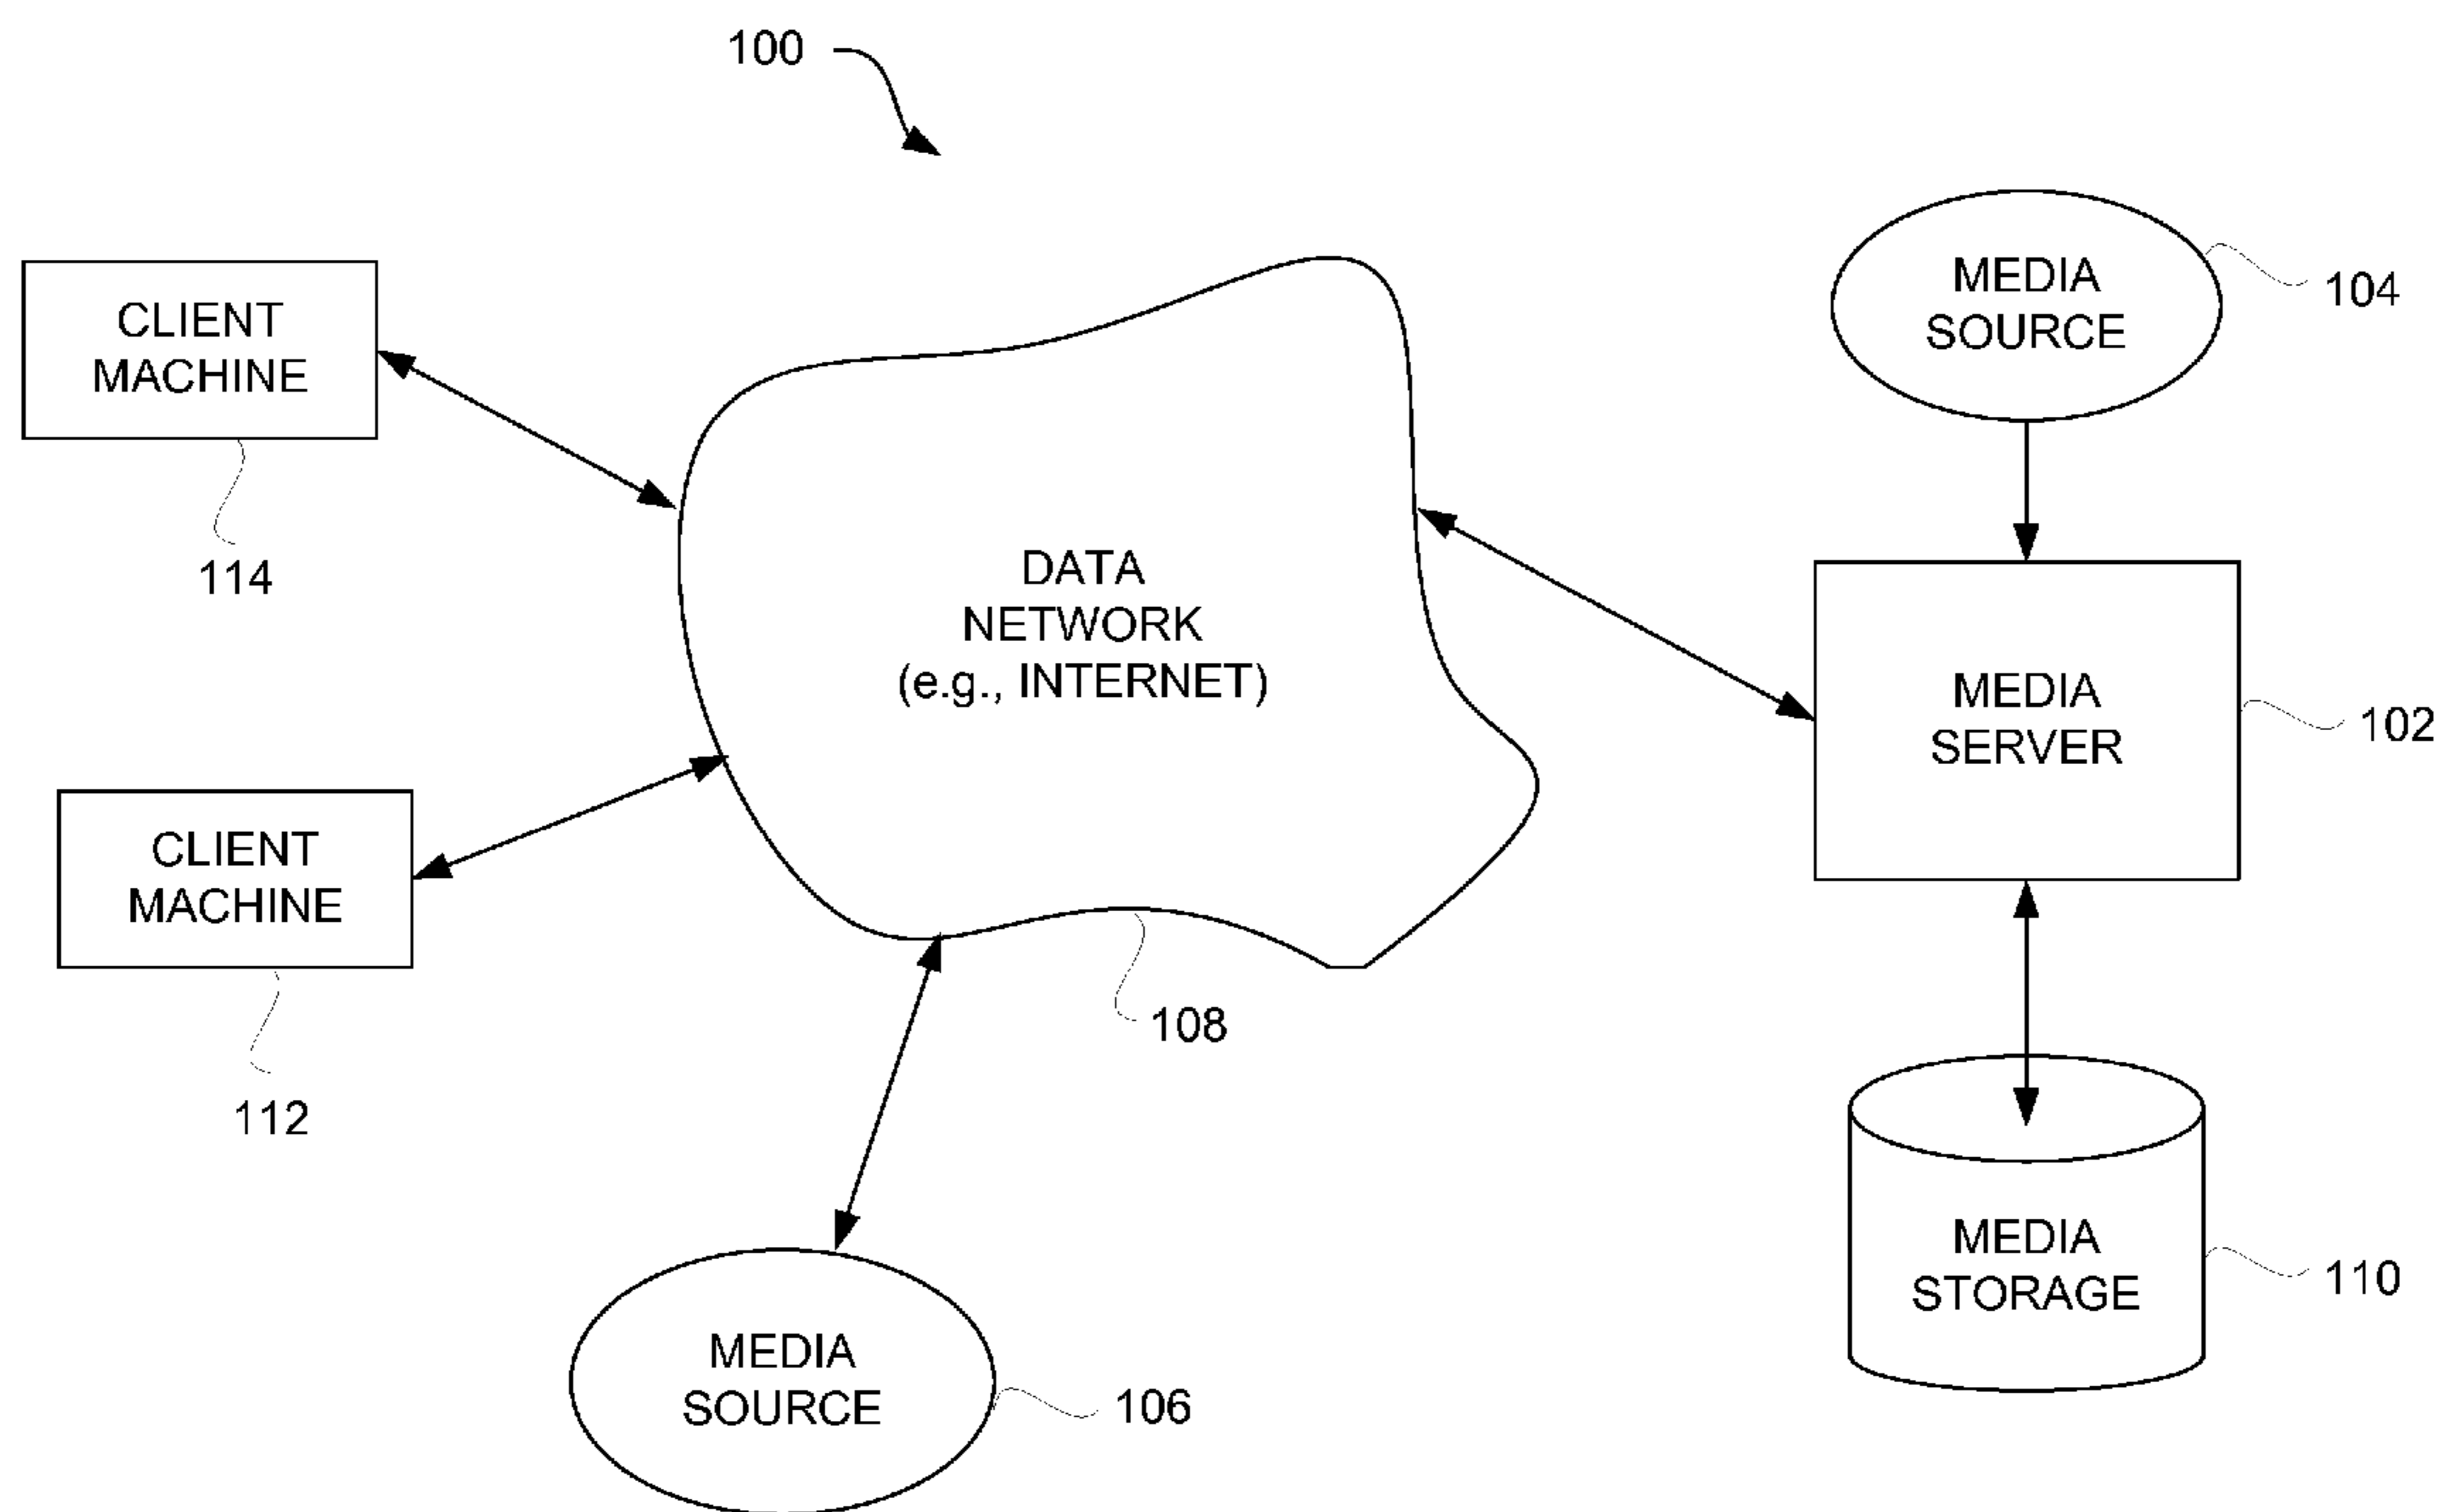 100
MEDIA
SOURCE
104
CLIENT
MACHINE
114
DATA
NETWORK
(e.g., INTERNET)
MEDIA
SERVER
102
CLIENT
MACHINE
112
108
MEDIA
STORAGE
110
MEDIA
SOURCE
106